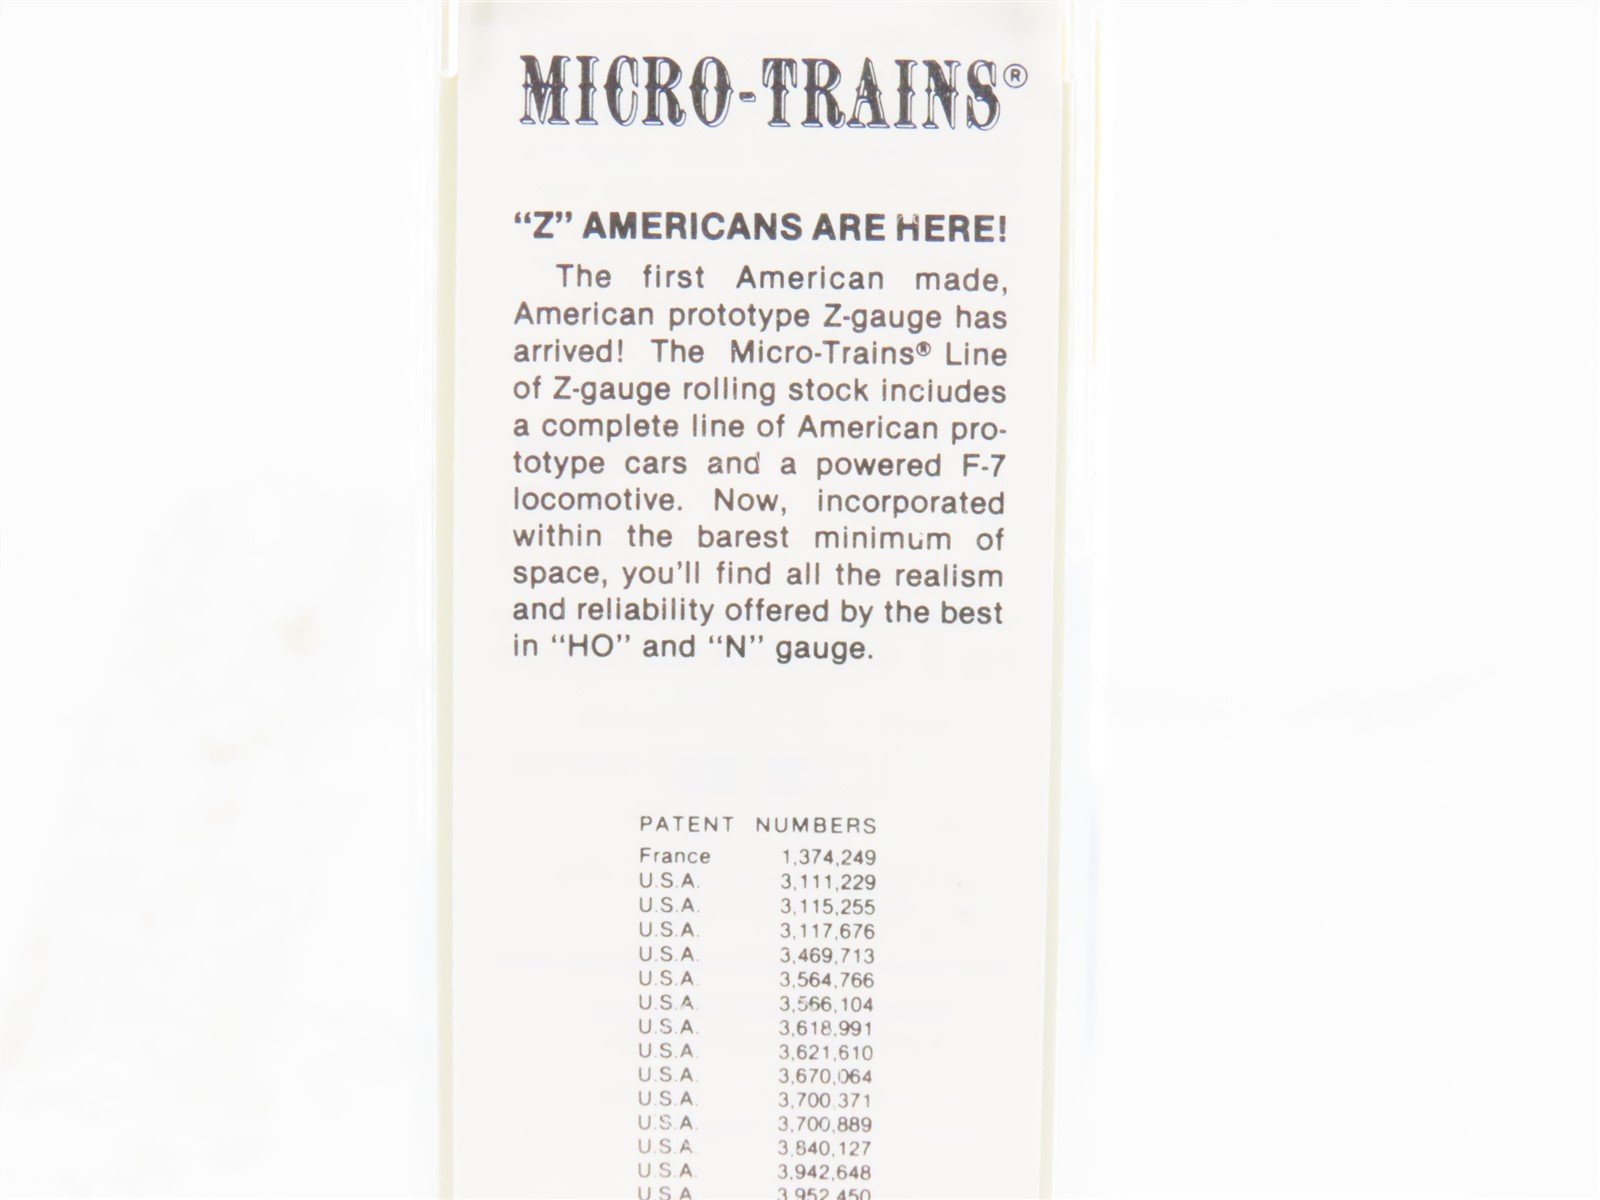 MICRO-TRAINS®
“Z” AMERICANS ARE HERE!
The first American made,
American prototype Z-gauge has
arrived! The Micro-Trains® Line
of Z-gauge rolling stock includes
a complete line of American pro-
totype cars and a powered F-7
locomotive. Now, incorporated
within the barest minimum of
space, you'll find all the realism
and reliability offered by the best
in “HO” and “N” gauge.
PATENT NUMBERS
France 1,374,249
U.S.A. 3,111,229
U.S.A. 3,115,255
U.S.A. 3,117,676
U.S.A. 3,469,713
U.S.A. 3,564,766
U.S.A. 3,566,104
U.S.A. 3,618,991
U.S.A. 3,621,610
U.S.A. 3,670,064
U.S.A. 3,700,371
U.S.A. 3,700,889
U.S.A. 3,840,127
U.S.A. 3,942,648
U.S.A. 3,952,450